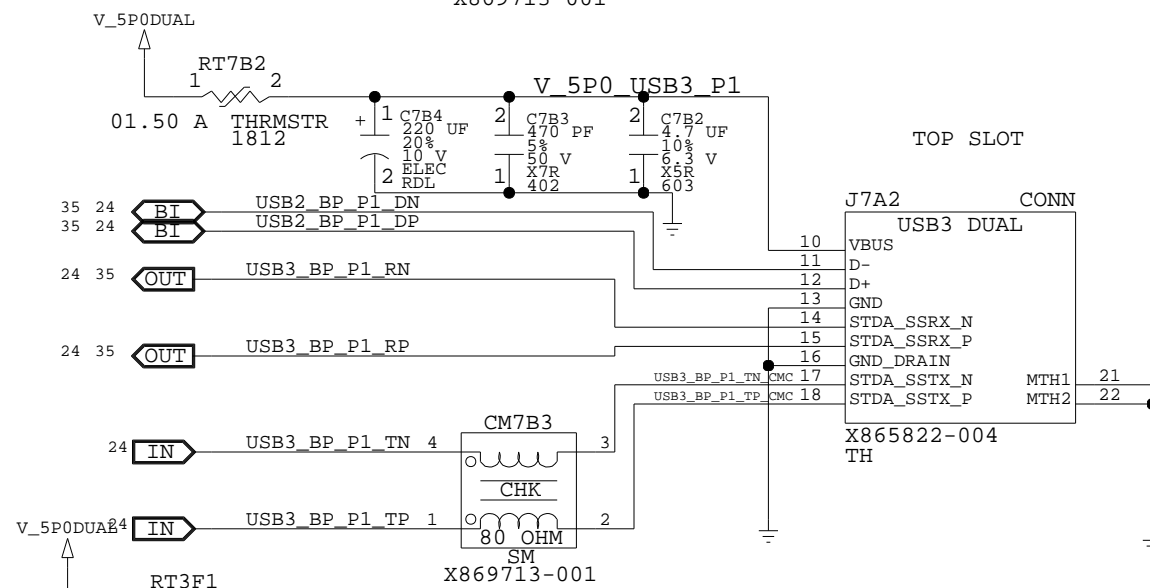 X869713-001
V_5P0DUAL
RT7B2
1 2
01.50 A THRMSTR
1812
V_5P0_USB3_P1
+ 1 C7B4
220 UF
20%
10 V
ELEC
2 RDL
2 C7B3
470 PF
5%
50 V
X7R
1 402
2 C7B2
4.7 UF
10%
6.3 V
X5R
1 603
TOP SLOT
J7A2 CONN
USB3 DUAL
35 24 BI USB2_BP_P1_DN
35 24 BI USB2_BP_P1_DP
24 35 OUT USB3_BP_P1_RN
24 35 OUT USB3_BP_P1_RP
10 VBUS
11 D-
12 D+
13 GND
14 STDA_SSRX_N
15 STDA_SSRX_P
16 GND_DRAIN
USB3_BP_P1_TN_CMC 17 STDA_SSTX_N MTH1 21
USB3_BP_P1_TP_CMC 18 STDA_SSTX_P MTH2 22
X865822-004
TH
CM7B3
24 IN USB3_BP_P1_TN 4 3
CHK
24 IN USB3_BP_P1_TP 1 2
80 OHM
SM
X869713-001
V_5P0DUAL
RT3F1